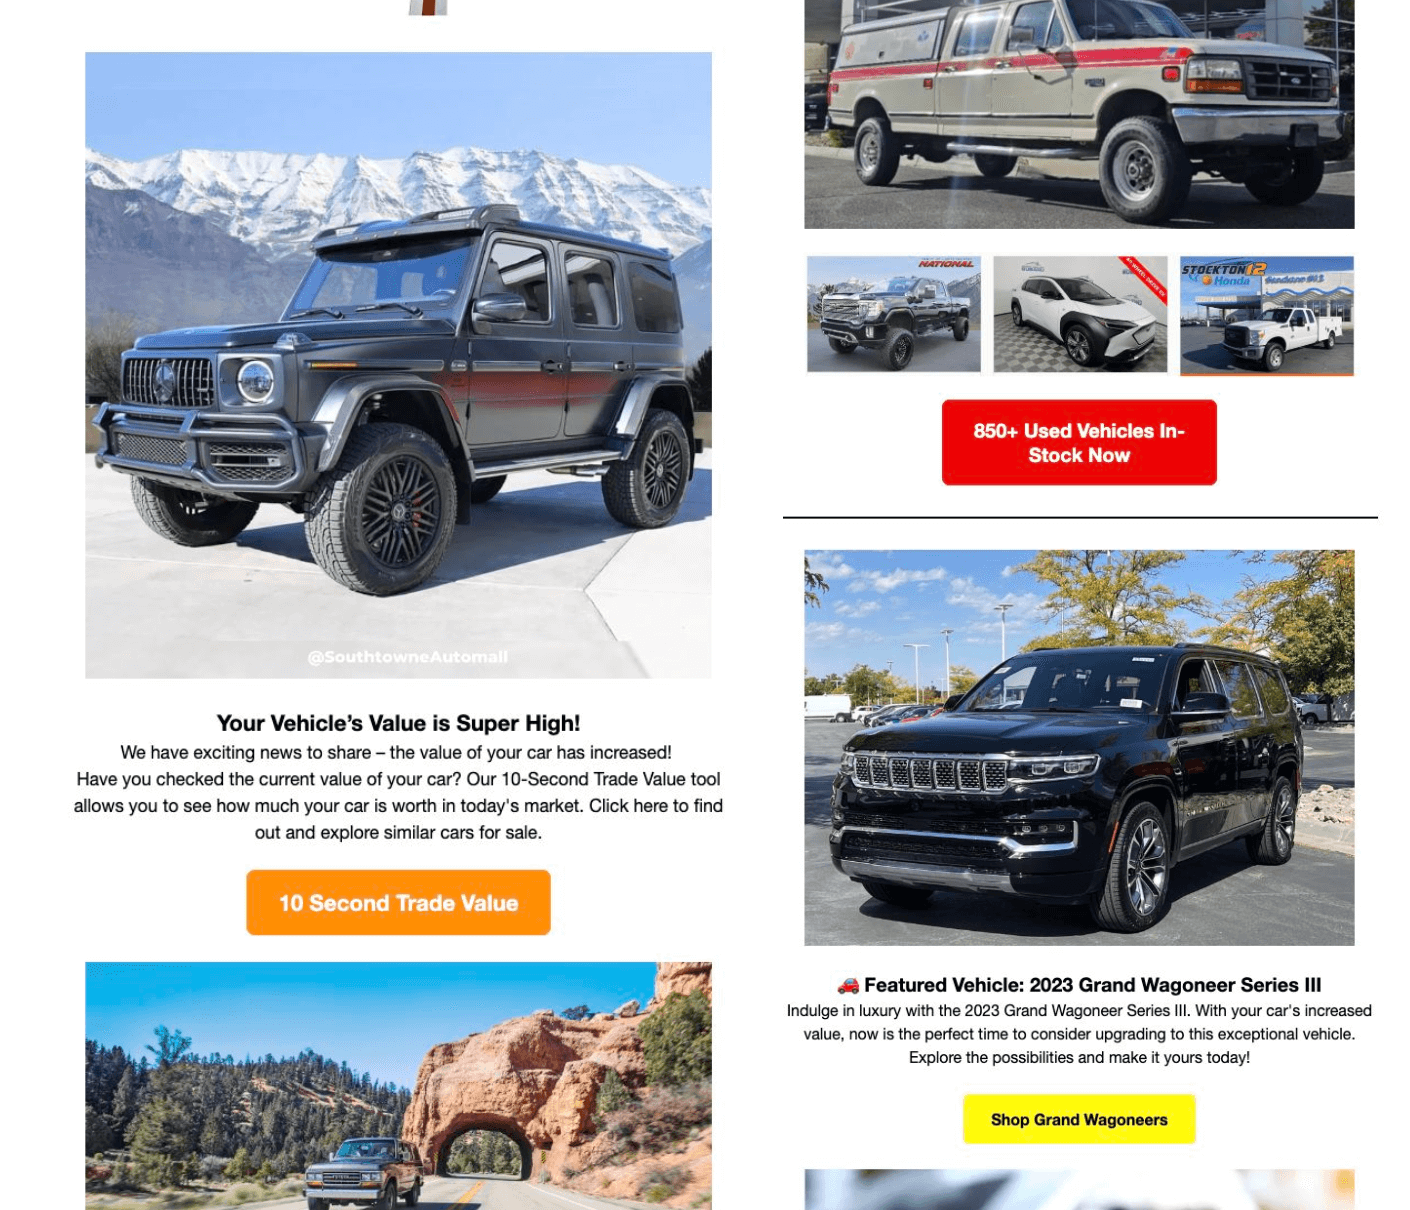 @SouthtowneAutomall
Your Vehicle’s Value is Super High!
We have exciting news to share – the value of your car has increased!
Have you checked the current value of your car? Our 10-Second Trade Value tool
allows you to see how much your car is worth in today's market. Click here to find
out and explore similar cars for sale.
10 Second Trade Value
NATIONAL
STOCKTON12
Honda
850+ Used Vehicles In-
Stock Now
🚗 Featured Vehicle: 2023 Grand Wagoneer Series III
Indulge in luxury with the 2023 Grand Wagoneer Series III. With your car's increased
value, now is the perfect time to consider upgrading to this exceptional vehicle.
Explore the possibilities and make it yours today!
Shop Grand Wagoneers